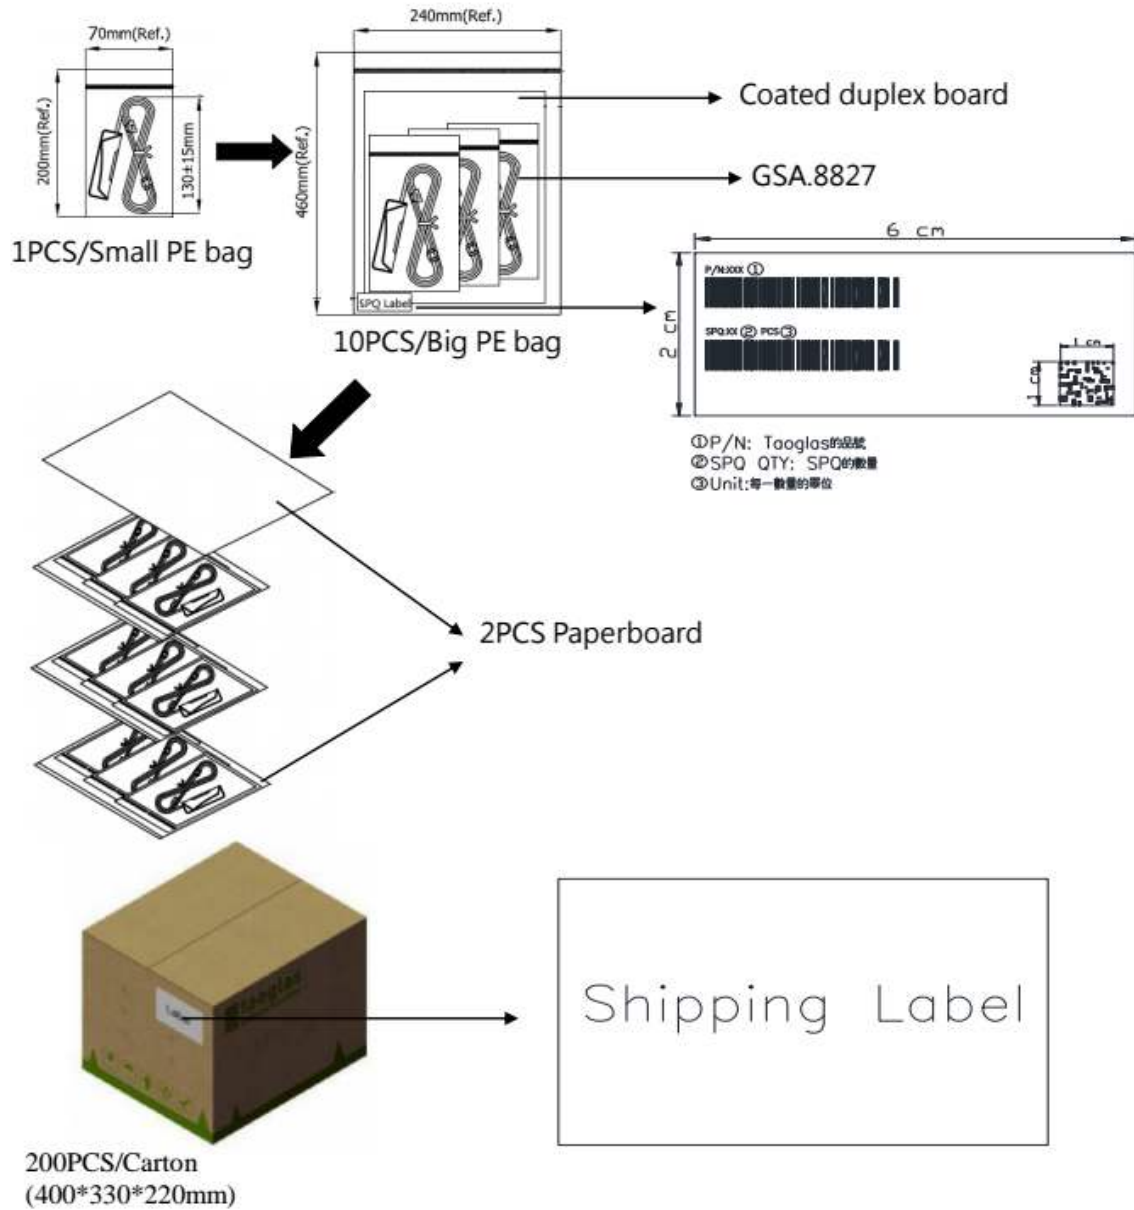 240mm(Ref.)
70mm(Ref.)
200mm(Ref.)
130±15mm
460mm(Ref.)
Coated duplex board
GSA.8827
1PCS/Small PE bag
SPQ Label
10PCS/Big PE bag
6 cm
2 cm
P/N:XXX ①
SPQ:XX ② PCS③
1 cm
1 cm
①P/N: Taoglas的品號
②SPQ QTY: SPQ的數量
③Unit:每一數量的單位
2PCS Paperboard
Label
taoglas
Shipping Label
200PCS/Carton
(400*330*220mm)